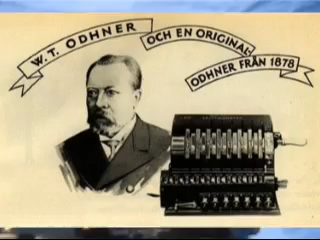 W.T. ODHNER
OCH EN ORIGINAL-
ODHNER FRÅN 1878